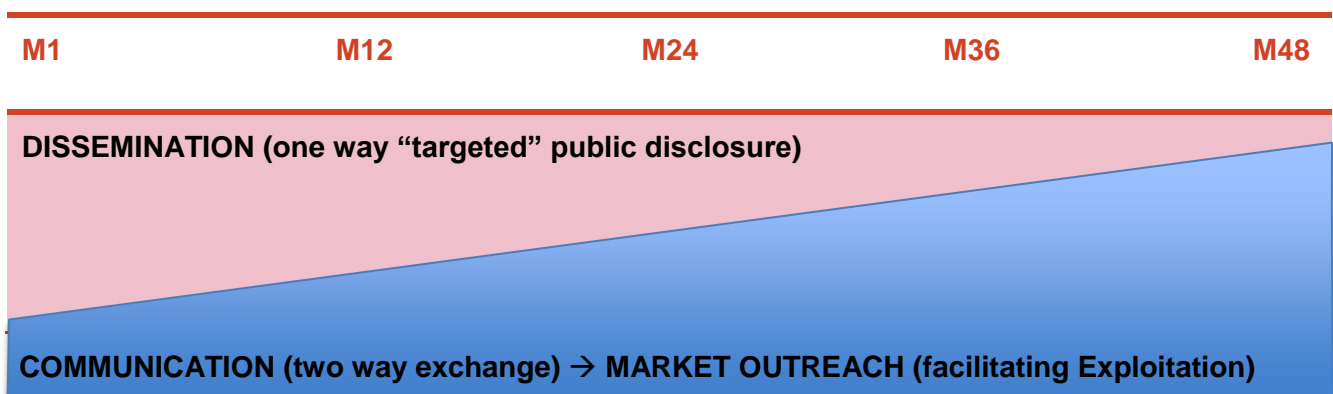 M1 M12 M24 M36 M48
DISSEMINATION (one way “targeted” public disclosure)
COMMUNICATION (two way exchange) → MARKET OUTREACH (facilitating Exploitation)